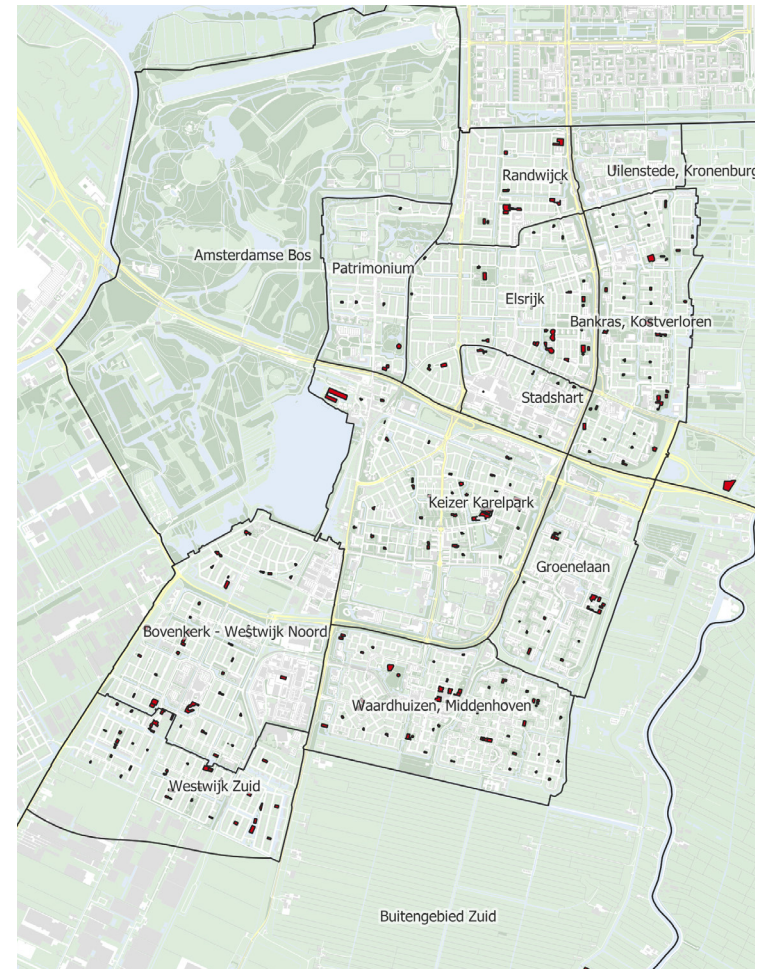 Randwijck
Uilenstede, Kronenburg
Amsterdamse Bos
Patrimonium
Elsrijk
Bankras, Kostverloren
Stadshart
Keizer Karelpark
Groenelaan
Bovenkerk - Westwijk Noord
Waardhuizen, Middenhoven
Westwijk Zuid
Buitengebied Zuid